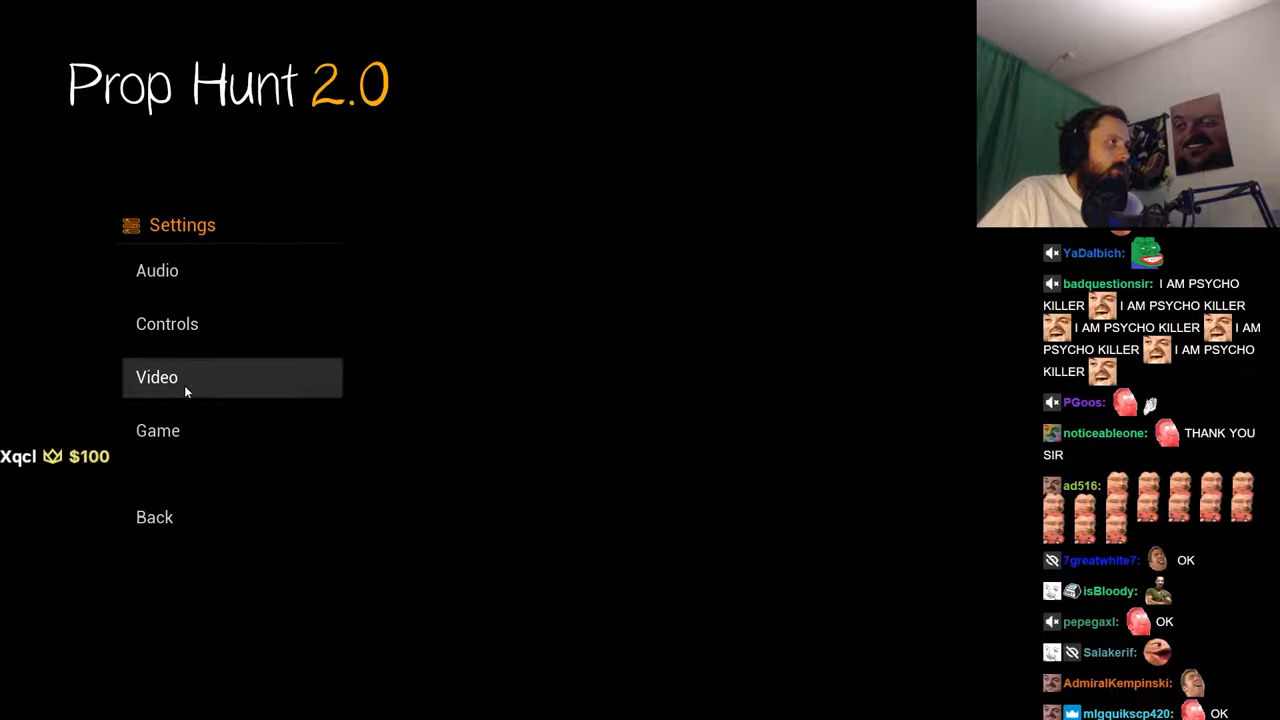 Prop Hunt 2.0
Settings
Audio
Controls
Video
Game
Back
Xqcl $100
YaDalbich:
badquestionsir: I AM PSYCHO
KILLER I AM PSYCHO KILLER
I AM PSYCHO KILLER I AM
PSYCHO KILLER I AM PSYCHO
KILLER
PGoos:
noticeableone: THANK YOU
SIR
ad516:
7greatwhite7: OK
isBloody:
pepegaxl: OK
Salakerif:
AdmiralKempinski:
mlgquikscp420: OK